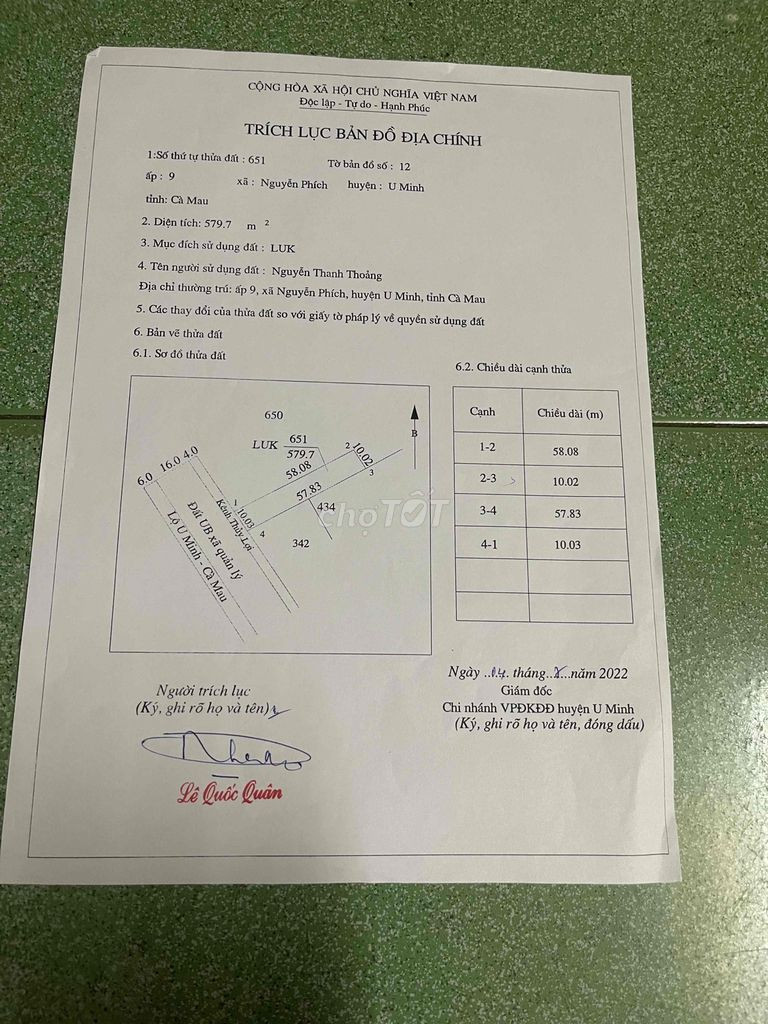 CỘNG HÒA XÃ HỘI CHỦ NGHĨA VIỆT NAM
Độc lập - Tự do - Hạnh Phúc
TRÍCH LỤC BẢN ĐỒ ĐỊA CHÍNH
1:Số thứ tự thửa đất : 651 Tờ bản đồ số : 12
ấp : 9 xã : Nguyễn Phích huyện : U Minh
tỉnh: Cà Mau
2. Diện tích: 579.7 m 2
3. Mục đích sử dụng đất : LUK
4. Tên người sử dụng đất : Nguyễn Thanh Thoảng
Địa chỉ thường trú: ấp 9, xã Nguyễn Phích, huyện U Minh, tỉnh Cà Mau
5. Các thay đổi của thửa đất so với giấy tờ pháp lý về quyền sử dụng đất
6. Bản vẽ thửa đất
6.1. Sơ đồ thửa đất
650
LUK 651
579.7
2
10.02
3
B
58.08
57.83
434
342
1
10.03
4
6.0 16.0 4.0
Kênh Thủy Lợi
Đất UB xã quản lý
Lộ U Minh - Cà Mau
chợTỐT
6.2. Chiều dài cạnh thửa
Cạnh Chiều dài (m)
1-2 58.08
2-3 10.02
3-4 57.83
4-1 10.03
Người trích lục
(Ký, ghi rõ họ và tên)
Lê Quốc Quân
Ngày ..04. tháng.....năm 2022
Giám đốc
Chi nhánh VPĐKĐĐ huyện U Minh
(Ký, ghi rõ họ và tên, đóng dấu)